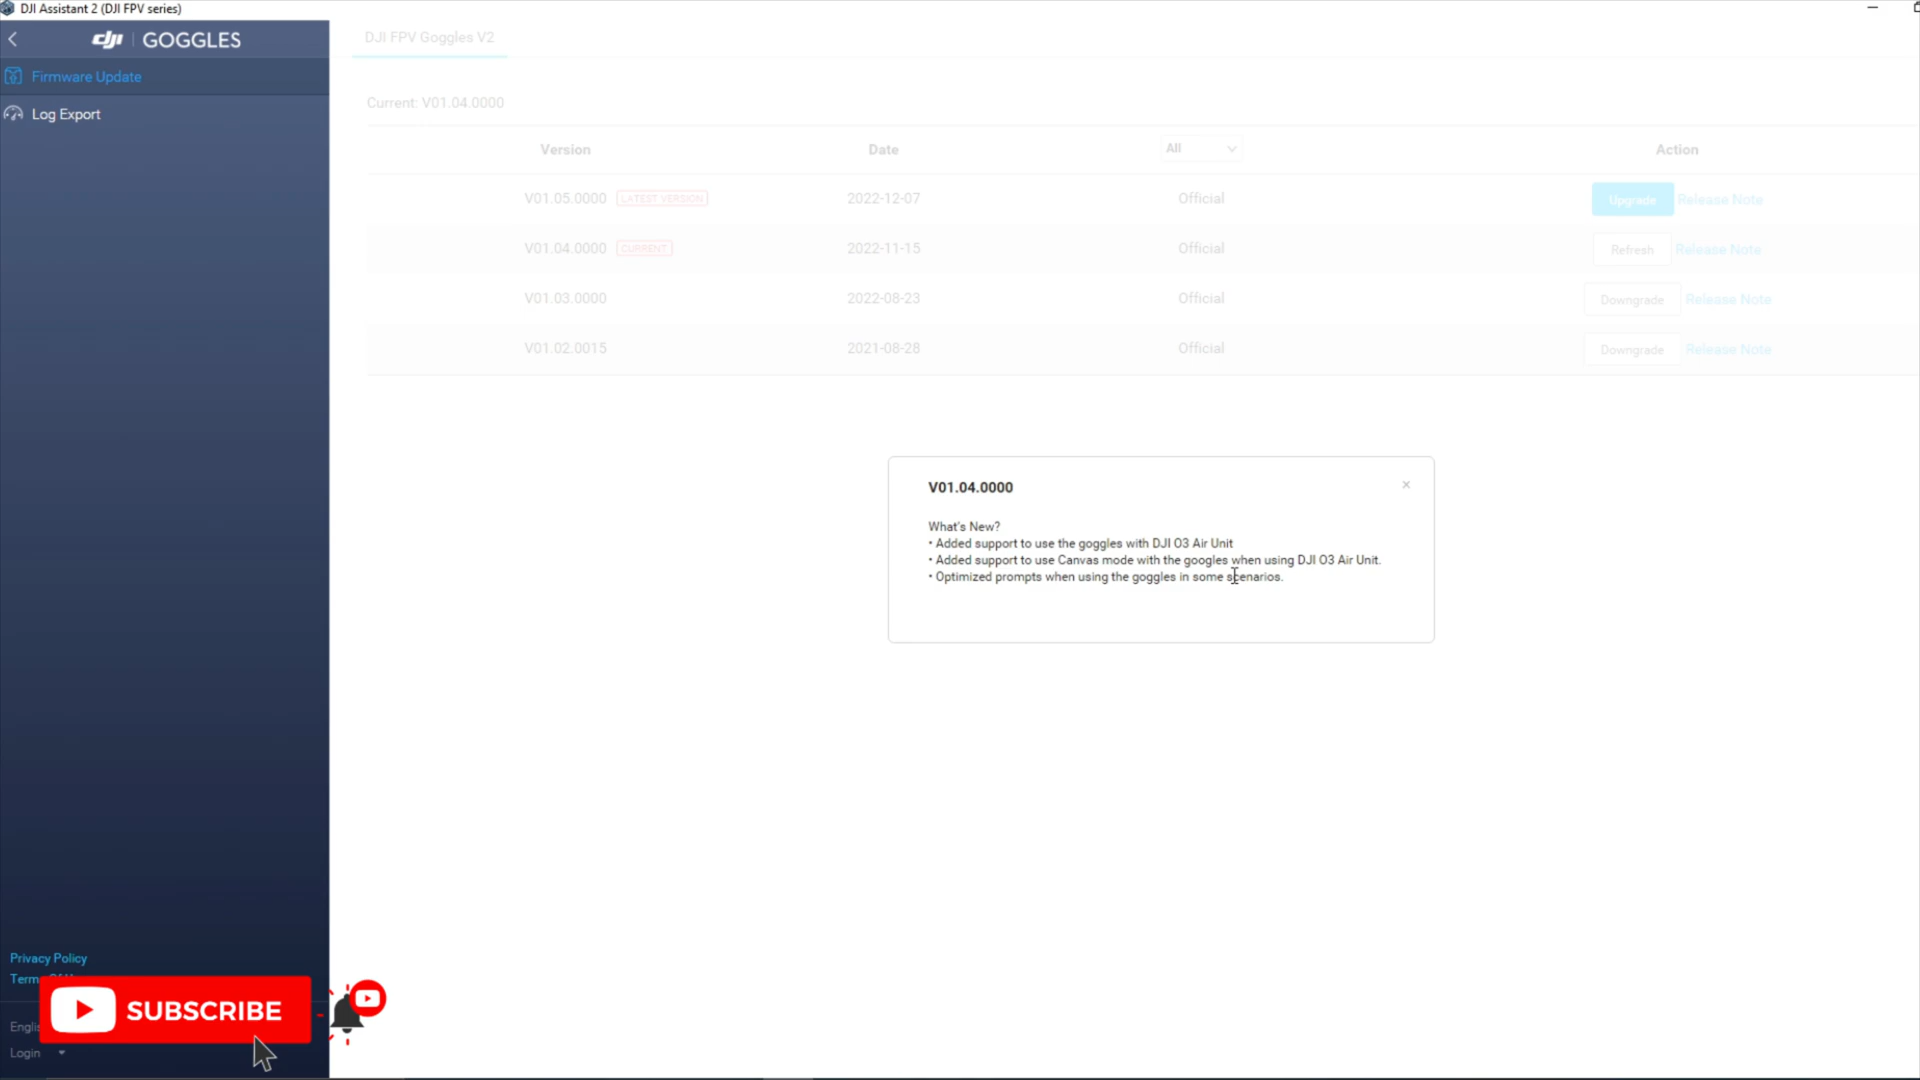 DJI Assistant 2 (DJI FPV series)
dji GOGGLES
Firmware Update
Log Export
DJI FPV Goggles V2
Current: V01.04.0000
Version Date All Action
V01.05.0000 LATEST VERSION 2022-12-07 Official Upgrade Release Note
V01.04.0000 CURRENT 2022-11-15 Official Refresh Release Note
V01.03.0000 2022-08-23 Official Downgrade Release Note
V01.02.0015 2021-08-28 Official Downgrade Release Note
V01.04.0000
What's New?
• Added support to use the goggles with DJI O3 Air Unit
• Added support to use Canvas mode with the goggles when using DJI O3 Air Unit.
• Optimized prompts when using the goggles in some scenarios.
Privacy Policy
SUBSCRIBE
Login